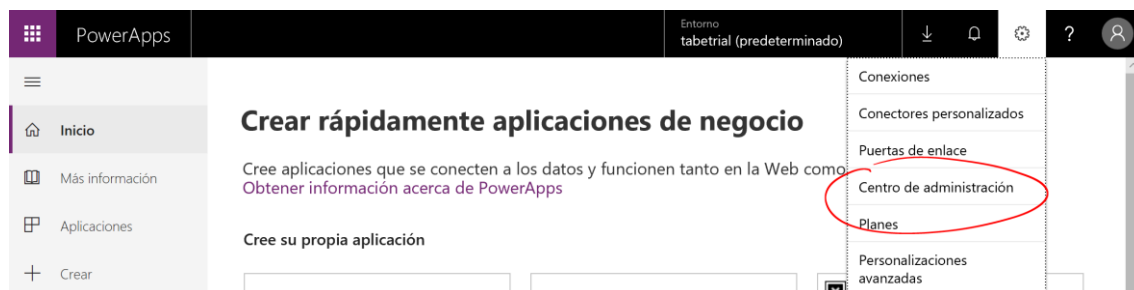 PowerApps
Entorno
tabetrial (predeterminado)
?
Inicio
Más información
Aplicaciones
Crear
Crear rápidamente aplicaciones de negocio
Cree aplicaciones que se conecten a los datos y funcionen tanto en la Web como
Obtener información acerca de PowerApps
Cree su propia aplicación
Conexiones
Conectores personalizados
Puertas de enlace
Centro de administración
Planes
Personalizaciones
avanzadas